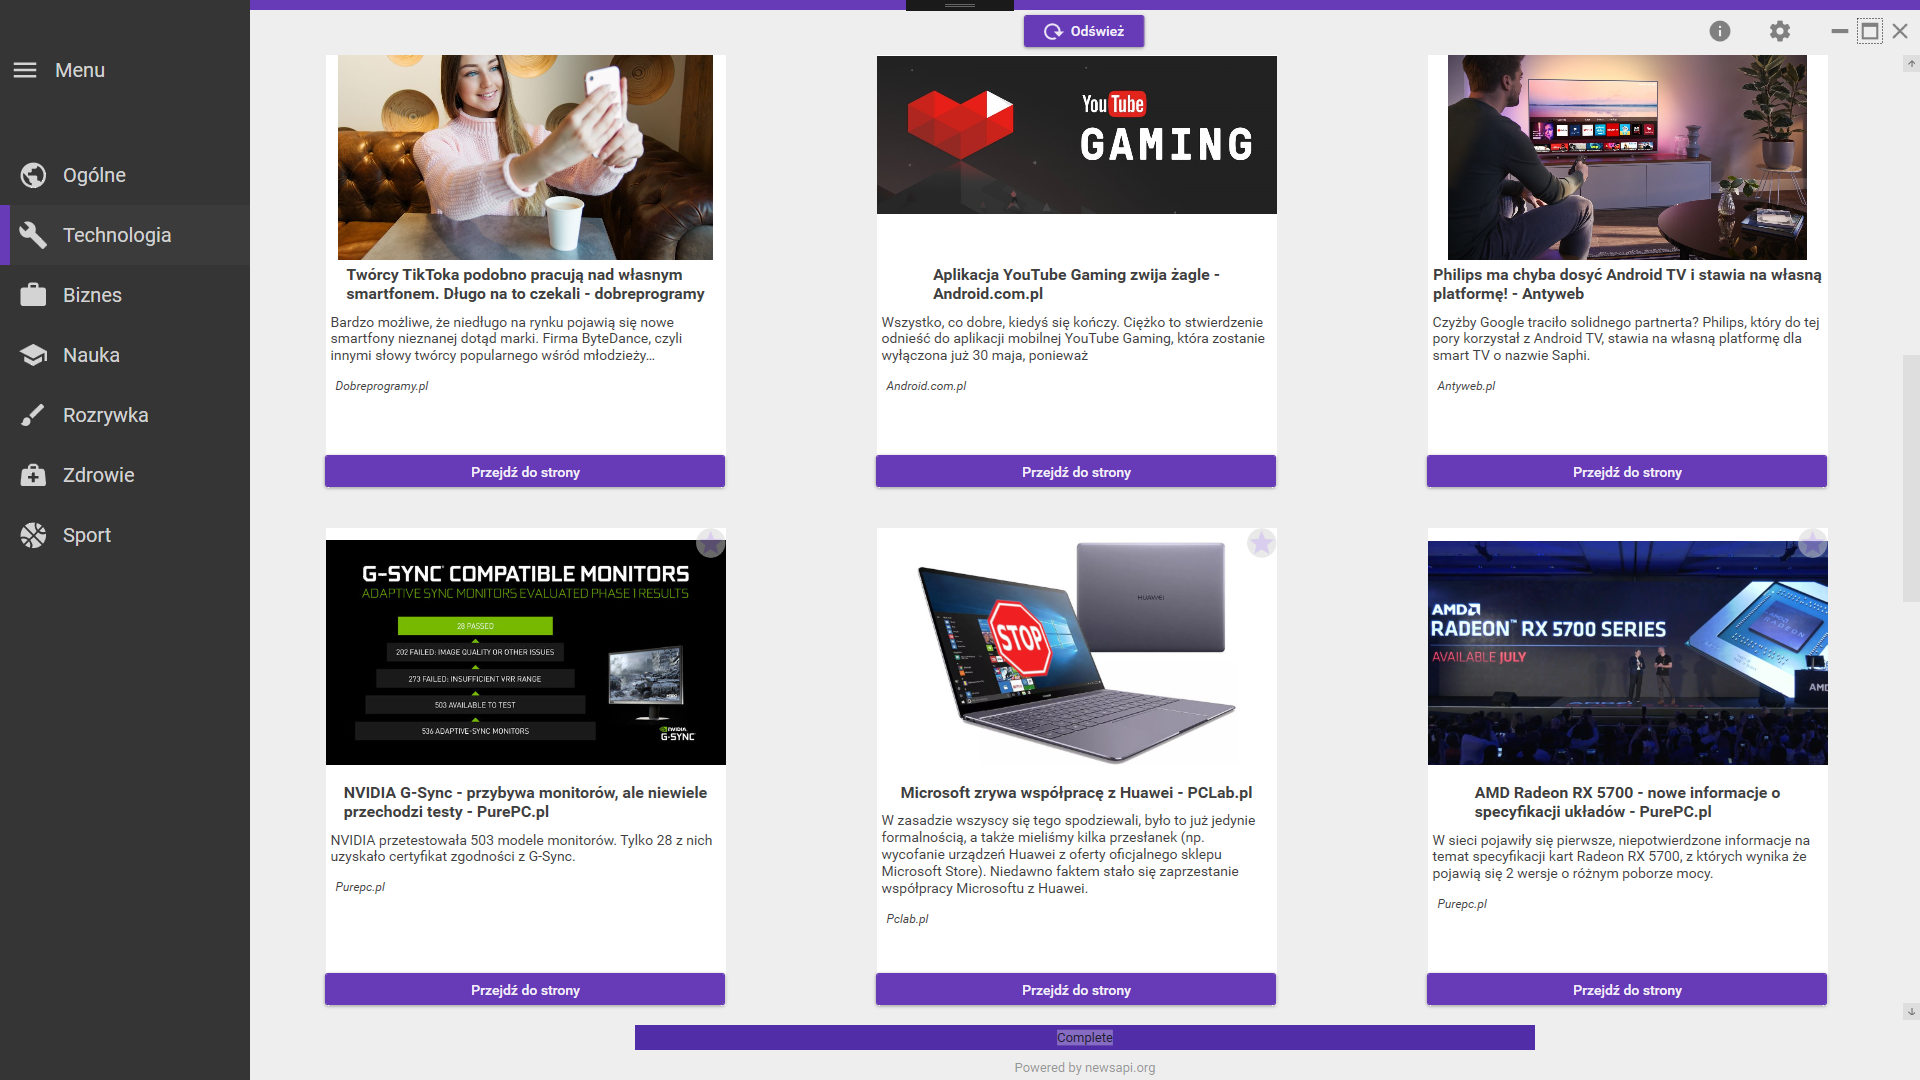 Odśwież
Menu
Ogólne
Technologia
Biznes
Nauka
Rozrywka
Zdrowie
Sport
Twórcy TikToka podobno pracują nad własnym
smartfonem. Długo na to czekali - dobreprogramy
Bardzo możliwe, że niedługo na rynku pojawią się nowe
smartfony nieznanej dotąd marki. Firma ByteDance, czyli
innymi słowy twórcy popularnego wśród młodzieży...
Dobreprogramy.pl
Przejdź do strony
YouTube
GAMING
Aplikacja YouTube Gaming zwija żagle -
Android.com.pl
Wszystko, co dobre, kiedyś się kończy. Ciężko to stwierdzenie
odnieść do aplikacji mobilnej YouTube Gaming, która zostanie
wyłączona już 30 maja, ponieważ
Android.com.pl
Przejdź do strony
Philips ma chyba dosyć Android TV i stawia na własną
platformę! - Antyweb
Czyżby Google traciło solidnego partnerta? Philips, który do tej
pory korzystał z Android TV, stawia na własną platformę dla
smart TV o nazwie Saphi.
Antyweb.pl
Przejdź do strony
G-SYNC COMPATIBLE MONITORS
ADAPTIVE SYNC MONITORS EVALUATED PHASE 1 RESULTS
28 PASSED
202 FAILED: IMAGE QUALITY OR OTHER ISSUES
273 FAILED: INSUFFICIENT VRR RANGE
503 AVAILABLE TO TEST
536 ADAPTIVE-SYNC MONITORS
NVIDIA
G-SYNC
NVIDIA G-Sync - przybywa monitorów, ale niewiele
przechodzi testy - PurePC.pl
NVIDIA przetestowała 503 modele monitorów. Tylko 28 z nich
uzyskało certyfikat zgodności z G-Sync.
Purepc.pl
Przejdź do strony
HUAWEI
STOP
Microsoft zrywa współpracę z Huawei - PCLab.pl
W zasadzie wszyscy się tego spodziewali, było to już jedynie
formalnością, a także mieliśmy kilka przesłanek (np.
wycofanie urządzeń Huawei z oferty oficjalnego sklepu
Microsoft Store). Niedawno faktem stało się zaprzestanie
współpracy Microsoftu z Huawei.
Pclab.pl
Przejdź do strony
AMD
RADEON™ RX 5700 SERIES
AVAILABLE JULY
RADEON
AMD
AMD Radeon RX 5700 - nowe informacje o
specyfikacji układów - PurePC.pl
W sieci pojawiły się pierwsze, niepotwierdzone informacje na
temat specyfikacji kart Radeon RX 5700, z których wynika że
pojawią się 2 wersje o różnym poborze mocy.
Purepc.pl
Przejdź do strony
Complete
Powered by newsapi.org